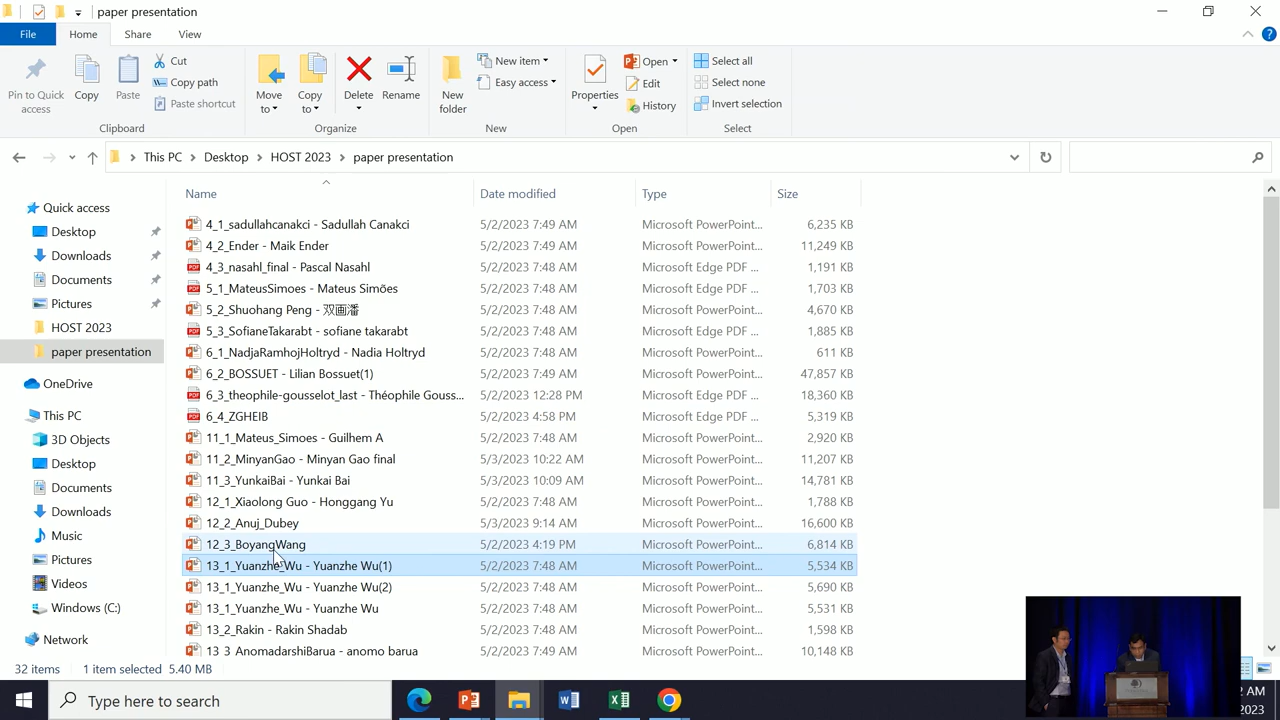 paper presentation
File Home Share View
Pin to Quick access
Copy
Paste
Cut
Copy path
Paste shortcut
Clipboard
Move to
Copy to
Delete
Rename
Organize
New folder
New item
Easy access
New
Properties
Open
Edit
History
Open
Select all
Select none
Invert selection
Select
This PC > Desktop > HOST 2023 > paper presentation
Quick access
Desktop
Downloads
Documents
Pictures
HOST 2023
paper presentation
OneDrive
This PC
3D Objects
Desktop
Documents
Downloads
Music
Pictures
Videos
Windows (C:)
Network
Name Date modified Type Size
4_1_sadullahcanakci - Sadullah Canakci 5/2/2023 7:49 AM Microsoft PowerPoint... 6,235 KB
4_2_Ender - Maik Ender 5/2/2023 7:49 AM Microsoft PowerPoint... 11,249 KB
4_3_nasahl_final - Pascal Nasahl 5/2/2023 7:48 AM Microsoft Edge PDF ... 1,191 KB
5_1_MateusSimoes - Mateus Simões 5/2/2023 7:48 AM Microsoft Edge PDF ... 1,703 KB
5_2_Shuohang Peng - 双画潘 5/2/2023 7:48 AM Microsoft PowerPoint... 4,670 KB
5_3_SofianeTakarabt - sofiane takarabt 5/2/2023 7:48 AM Microsoft Edge PDF ... 1,885 KB
6_1_NadjaRamhojHoltryd - Nadia Holtryd 5/2/2023 7:48 AM Microsoft PowerPoint... 611 KB
6_2_BOSSUET - Lilian Bossuet(1) 5/2/2023 7:48 AM Microsoft PowerPoint... 47,857 KB
6_3_theophile-gousselot_last - Théophile Gouss... 5/2/2023 12:28 PM Microsoft Edge PDF ... 18,360 KB
6_4_ZGHEIB 5/2/2023 4:58 PM Microsoft Edge PDF ... 5,319 KB
11_1_Mateus_Simoes - Guilhem A 5/2/2023 7:48 AM Microsoft PowerPoint... 2,920 KB
11_2_MinyanGao - Minyan Gao final 5/3/2023 10:22 AM Microsoft PowerPoint... 11,207 KB
11_3_YunkaiBai - Yunkai Bai 5/3/2023 10:09 AM Microsoft PowerPoint... 14,781 KB
12_1_Xiaolong Guo - Honggang Yu 5/2/2023 7:48 AM Microsoft PowerPoint... 1,788 KB
12_2_Anuj_Dubey 5/3/2023 9:14 AM Microsoft PowerPoint... 16,600 KB
12_3_BoyangWang 5/2/2023 4:19 PM Microsoft PowerPoint... 6,814 KB
13_1_Yuanzhe_Wu - Yuanzhe Wu(1) 5/2/2023 7:48 AM Microsoft PowerPoint... 5,534 KB
13_1_Yuanzhe_Wu - Yuanzhe Wu(2) 5/2/2023 7:48 AM Microsoft PowerPoint... 5,690 KB
13_1_Yuanzhe_Wu - Yuanzhe Wu 5/2/2023 7:48 AM Microsoft PowerPoint... 5,531 KB
13_2_Rakin - Rakin Shadab 5/2/2023 7:48 AM Microsoft PowerPoint... 1,598 KB
13_3_AnomadarshiBarua - anomo barua 5/2/2023 7:48 AM Microsoft PowerPoint... 10,148 KB
32 items 1 item selected 5.40 MB
Type here to search
2 AM
2023